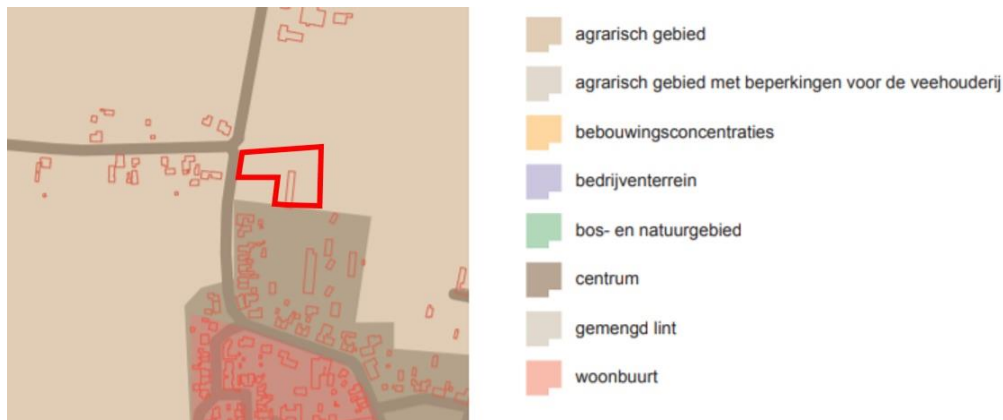 agrarisch gebied
agrarisch gebied met beperkingen voor de veehouderij
bebouwingsconcentraties
bedrijventerrein
bos- en natuurgebied
centrum
gemengd lint
woonbuurt